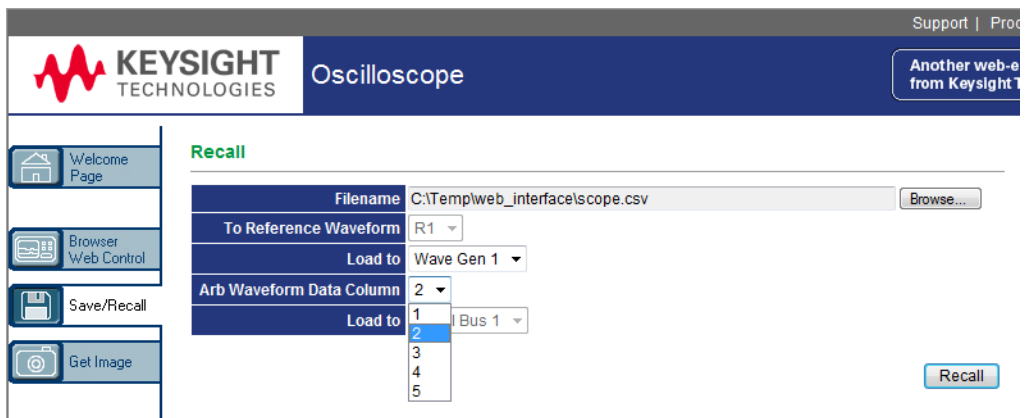 Support | Prod
KEYSIGHT
TECHNOLOGIES
Oscilloscope
Another web-e
from Keysight T
Welcome
Page
Browser
Web Control
Save/Recall
Get Image
Recall
Filename C:\Temp\web_interface\scope.csv Browse...
To Reference Waveform R1
Load to Wave Gen 1
Arb Waveform Data Column 2
Load to l Bus 1
1
2
3
4
5
Recall